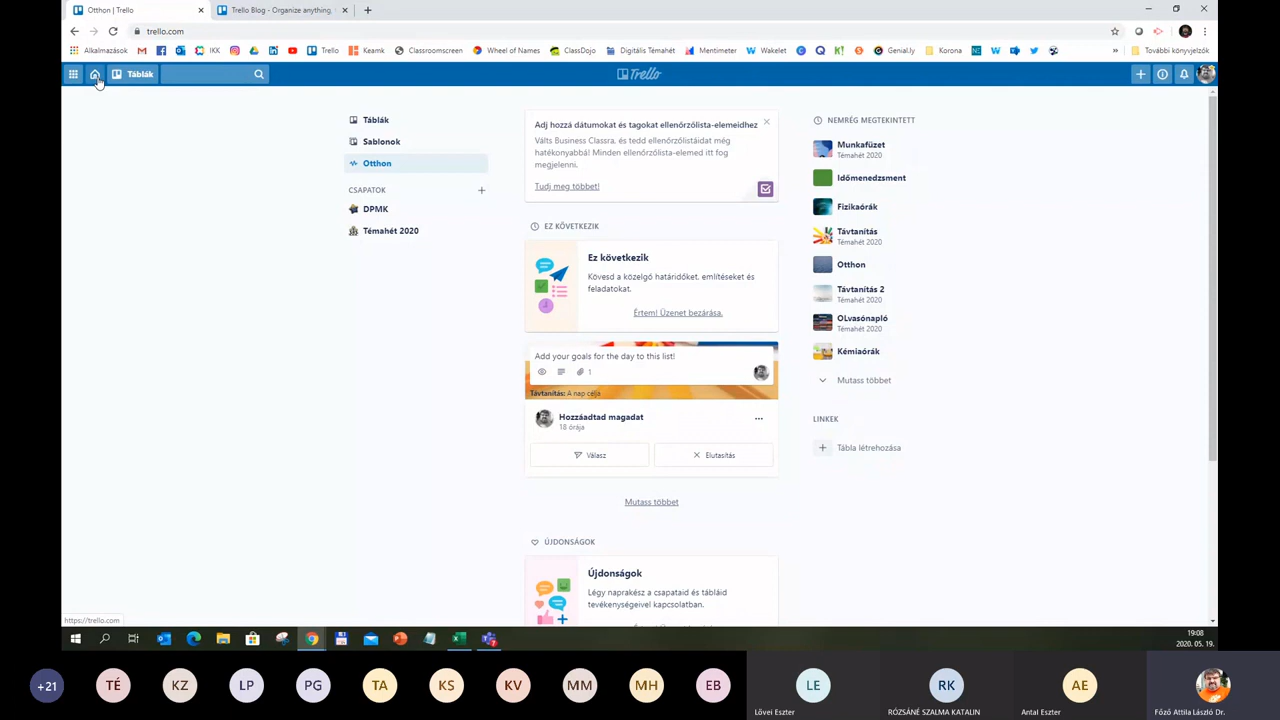 Otthon | Trello
Trello Blog - Organize anything,
trello.com
Alkalmazások
IKK
Trello
Keamk
Classroomscreen
Wheel of Names
ClassDojo
Digitális Témahét
Mentimeter
Wakelet
Genial.ly
Korona
További könyvjelzők
Táblák
Trello
Táblák
Sablonok
Otthon
CSAPATOK
DPMK
Témahét 2020
Adj hozzá dátumokat és tagokat ellenőrzőlista-elemeidhez
Válts Business Classra, és tedd ellenőrzőlistáidat még
hatékonyabbá! Minden ellenőrzőlista-elemed itt fog
megjelenni.
Tudj meg többet!
EZ KÖVETKEZIK
Ez következik
Kövesd a közelgő határidőket, említéseket és
feladatokat.
Értem! Üzenet bezárása.
Add your goals for the day to this list!
1
Távtanítás: A nap célja
Hozzáadtad magadat
18 órája
Válasz
Elutasítás
Mutass többet
ÚJDONSÁGOK
Újdonságok
Légy naprakész a csapataid és tábláid
tevékenységeivel kapcsolatban.
NEMRÉG MEGTEKINTETT
Munkafüzet
Témahét 2020
Időmenedzsment
Fizikaórák
Távtanítás
Témahét 2020
Otthon
Távtanítás 2
Témahét 2020
OLvasónapló
Témahét 2020
Kémiaórák
Mutass többet
LINKEK
Tábla létrehozása
https://trello.com
19:08
2020. 05. 19.
+21
TÉ
KZ
LP
PG
TA
KS
KV
MM
MH
EB
LE
RK
AE
Lövei Eszter
RÓZSÁNÉ SZALMA KATALIN
Antal Eszter
Főző Attila László Dr.